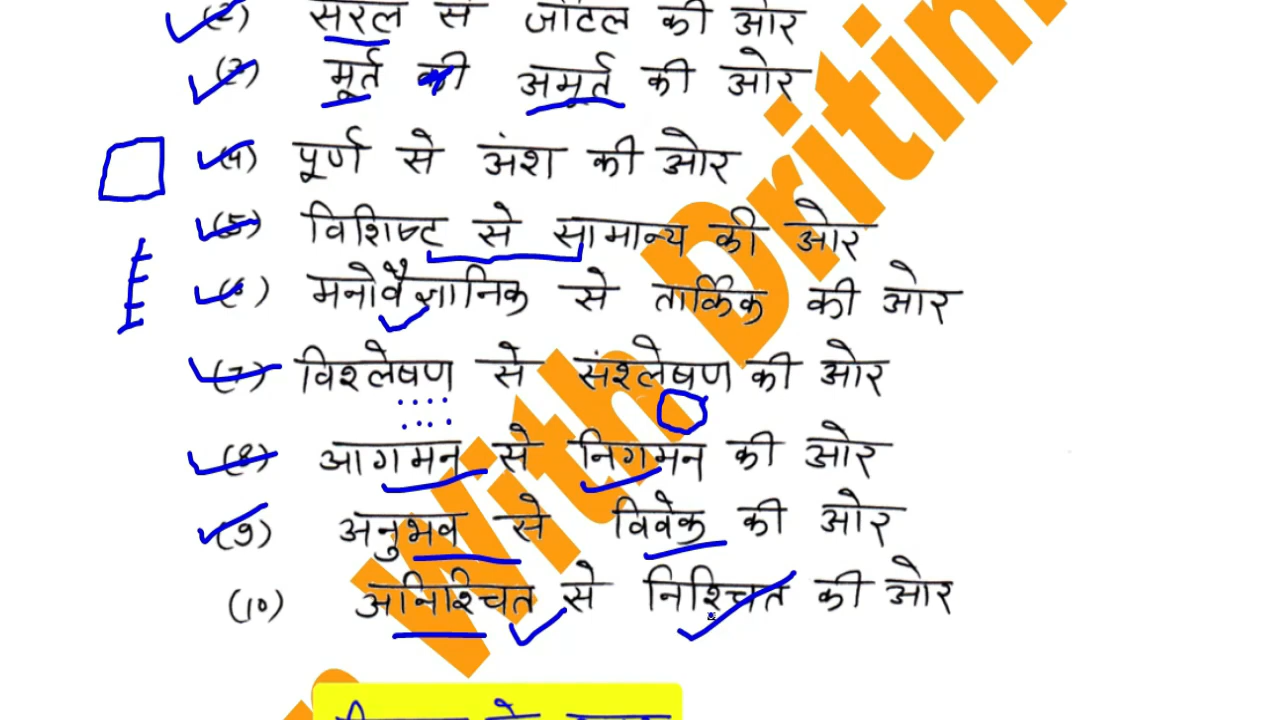 (2) सरल से जटिल की ओर
(3) मूर्त की अमूर्त की ओर
(4) पूर्ण से अंश की ओर
(5) विशिष्ट से सामान्य की ओर
(6) मनोवैज्ञानिक से तार्किक की ओर
(7) विश्लेषण से संश्लेषण की ओर
(8) आगमन से निगमन की ओर
(9) अनुभव से विवेक की ओर
(10) अनिश्चित से निश्चित की ओर
With Dritim